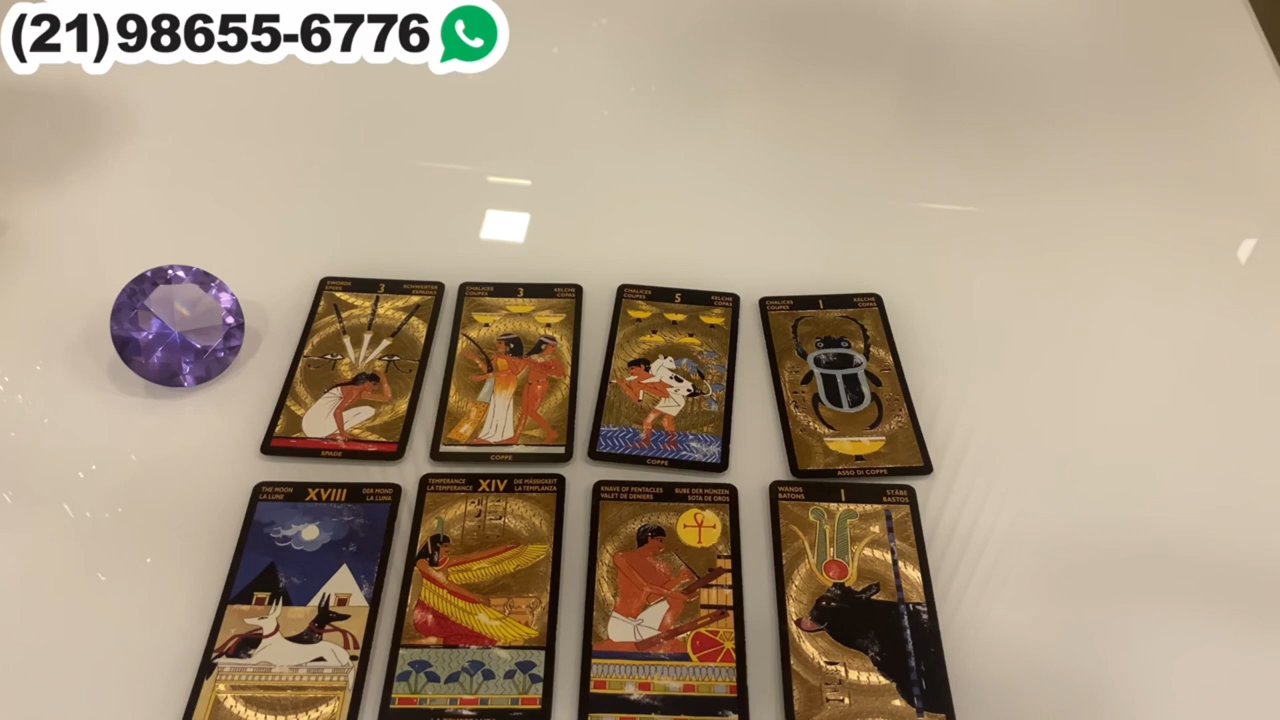 (21)98655-6776
SWORDS 3 SCHWERTER
EPEES ESPADAS
SPADE
CHALICES 3 KELCHE
COUPES COPAS
COPPE
CHALICES 5 KELCHE
COUPES COPAS
COPPE
CHALICES I KELCHE
COUPES COPAS
ASSO DI COPPE
THE MOON XVIII DER MOND
LA LUNE LA LUNA
TEMPERANCE XIV DIE MÄSSIGKEIT
LA TEMPERANCE LA TEMPLANZA
KNAVE OF PENTACLES BUBE DER MÜNZEN
VALET DE DENIERS SOTA DE OROS
WANDS I STÄBE
BATONS BASTOS